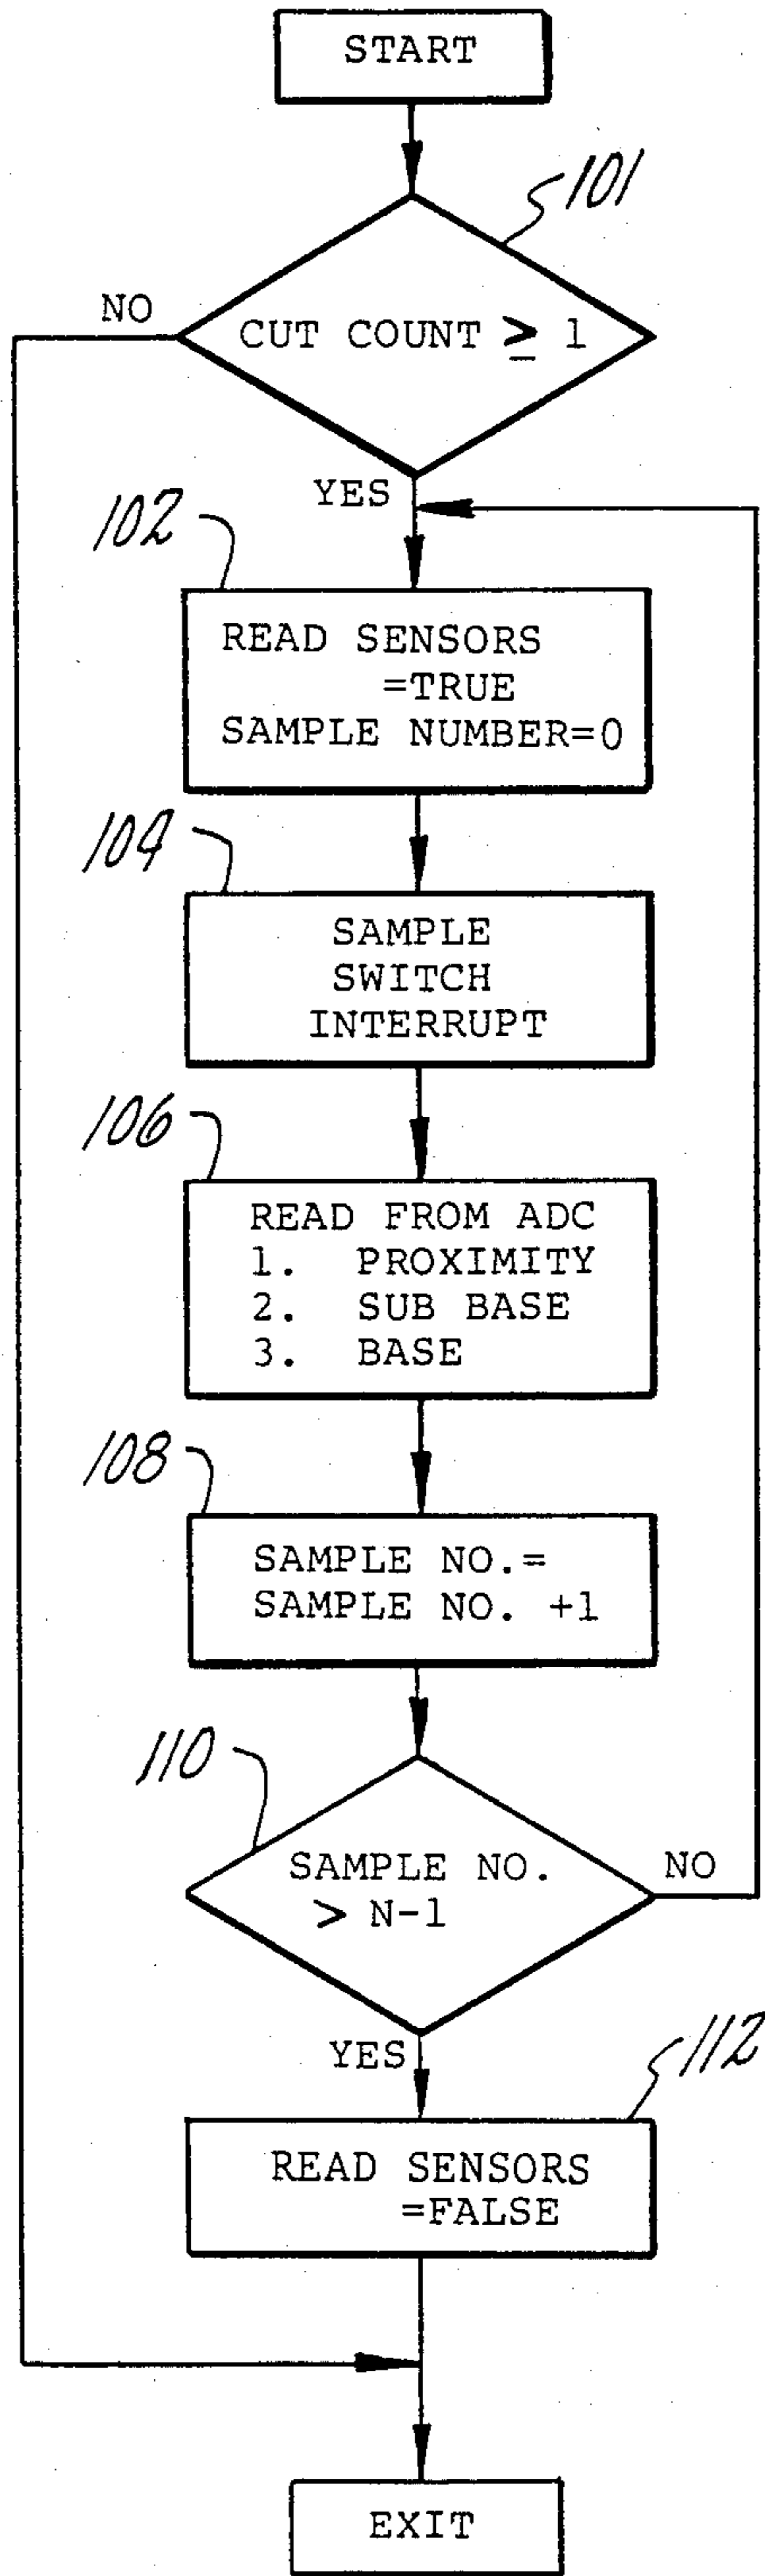 START
101
NO
CUT COUNT ≥ 1
YES
102
READ SENSORS
=TRUE
SAMPLE NUMBER=0
104
SAMPLE
SWITCH
INTERRUPT
106
READ FROM ADC
1. PROXIMITY
2. SUB BASE
3. BASE
108
SAMPLE NO.=
SAMPLE NO. +1
110
SAMPLE NO.
> N-1
NO
YES
112
READ SENSORS
=FALSE
EXIT